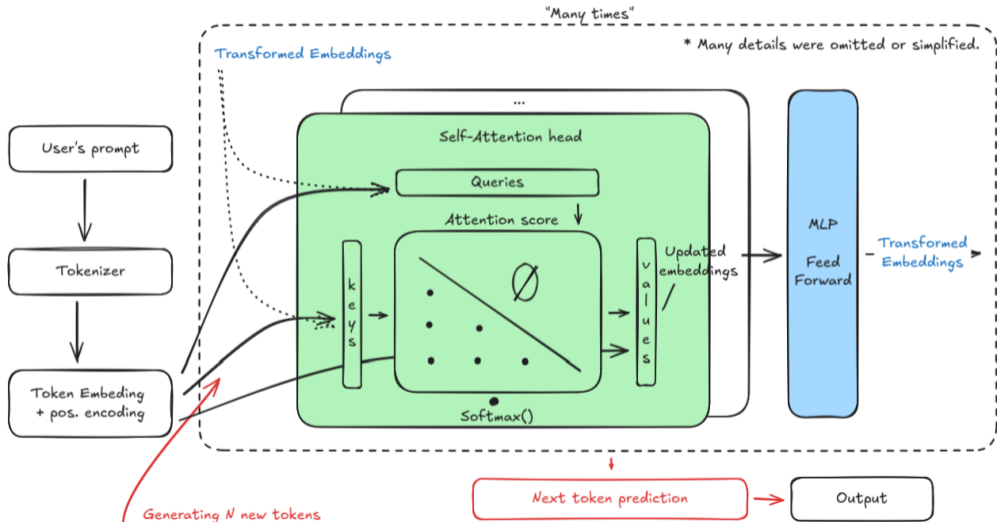 "Many times"
* Many details were omitted or simplified.
Transformed Embeddings
...
Self-Attention head
User's prompt
Queries
Attention score
Tokenizer
keys
Ø
values
Updated
embeddings
MLP
Feed
Forward
Transformed
Embeddings
Token Embeding
+ pos. encoding
Softmax()
Next token prediction
Output
Generating N new tokens